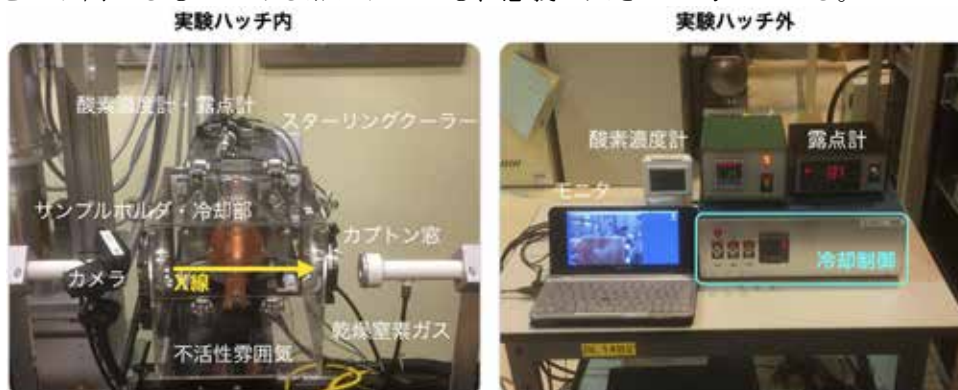 実験ハッチ内
実験ハッチ外
酸素濃度計・露点計
スターリングクーラー
サンプルホルダ・冷却部
カプトン窓
カメラ
X線
乾燥窒素ガス
不活性雰囲気
酸素濃度計
露点計
モニタ
冷却制御